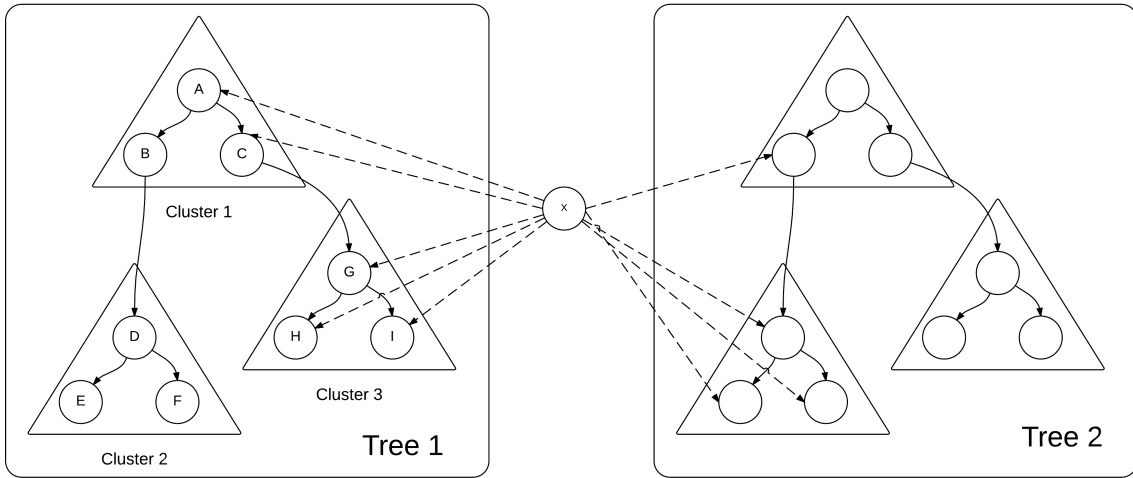 A
B
C
Cluster 1
X
G
H
I
Cluster 3
D
E
F
Cluster 2
Tree 1
Tree 2